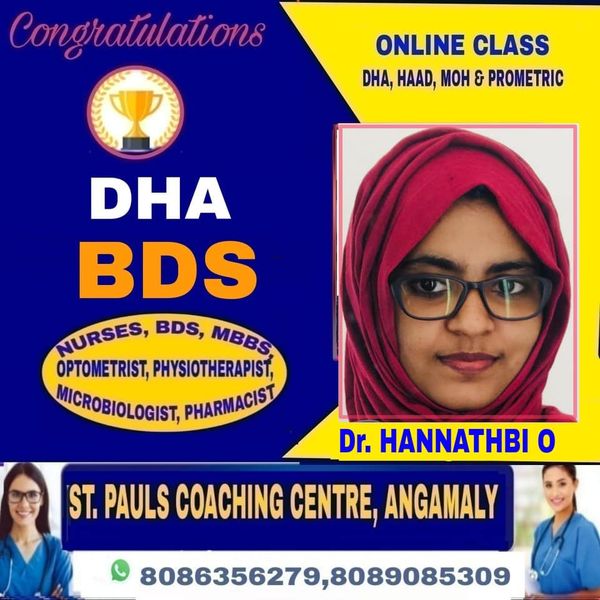 Congratulations
ONLINE CLASS
DHA, HAAD, MOH & PROMETRIC
DHA
BDS
NURSES, BDS, MBBS,
OPTOMETRIST, PHYSIOTHERAPIST,
MICROBIOLOGIST, PHARMACIST
Dr. HANNATHBI O
ST. PAULS COACHING CENTRE, ANGAMALY
8086356279,8089085309